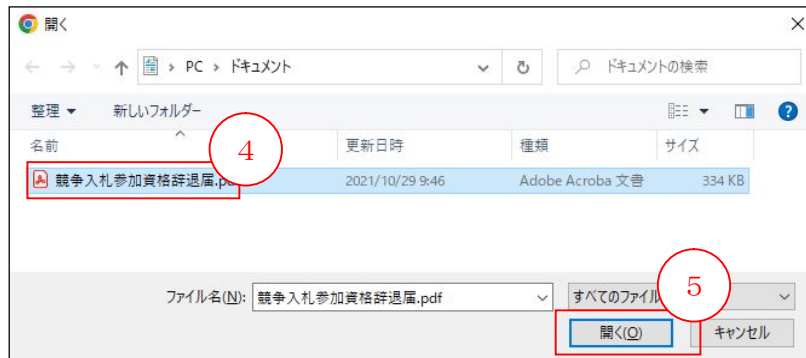 開く
PC › ドキュメント
ドキュメントの検索
整理 ▼ 新しいフォルダー
名前 更新日時 種類 サイズ
4
競争入札参加資格辞退届.pdf 2021/10/29 9:46 Adobe Acroba 文書 334 KB
5
ファイル名(N): 競争入札参加資格辞退届.pdf すべてのファイル
開く(O) キャンセル